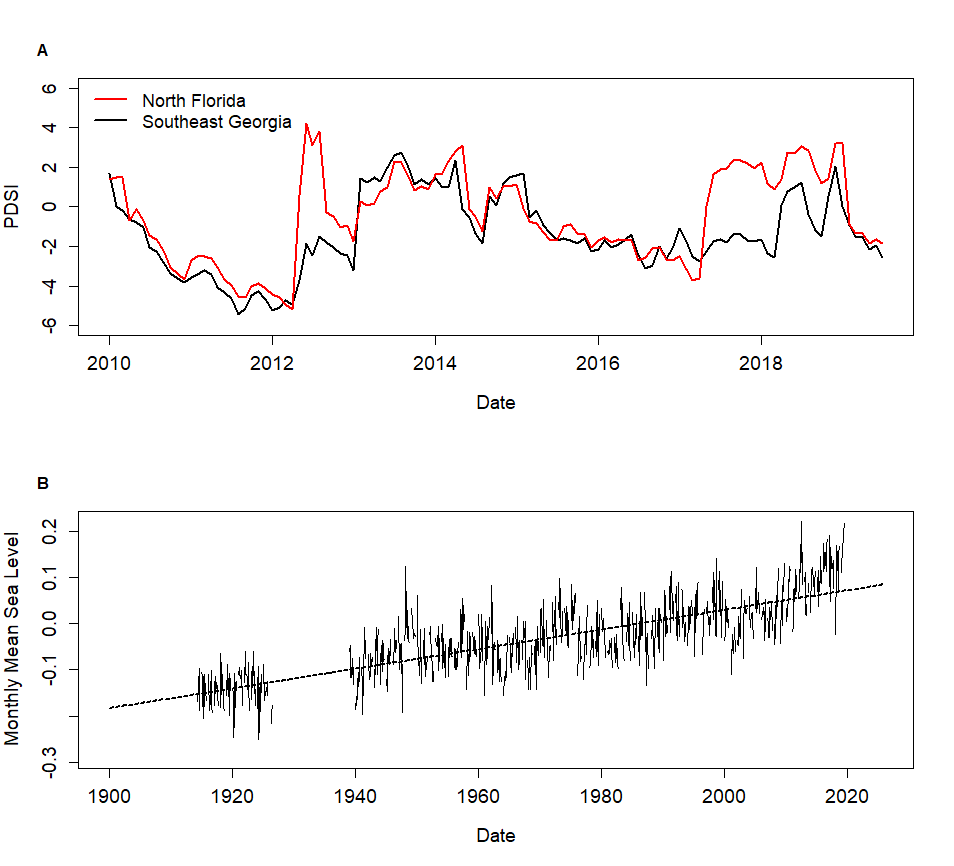 A
North Florida
Southeast Georgia
PDSI
6
4
2
0
-2
-4
-6
2010 2012 2014 2016 2018
Date
B
Monthly Mean Sea Level
0.2
0.1
0.0
-0.1
-0.3
1900 1920 1940 1960 1980 2000 2020
Date